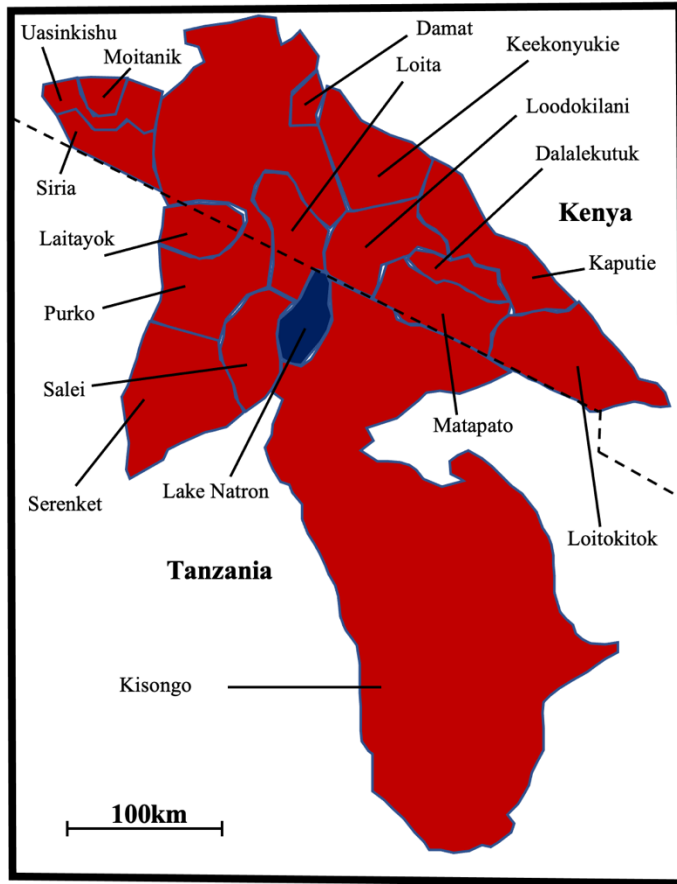 Uasinkishu
Moitanik
Damat
Loita
Keekonyukie
Loodokilani
Dalalekutuk
Siria
Kenya
Laitayok
Kaputie
Purko
Salei
Matapato
Serenket
Lake Natron
Loitokitok
Tanzania
Kisongo
100km